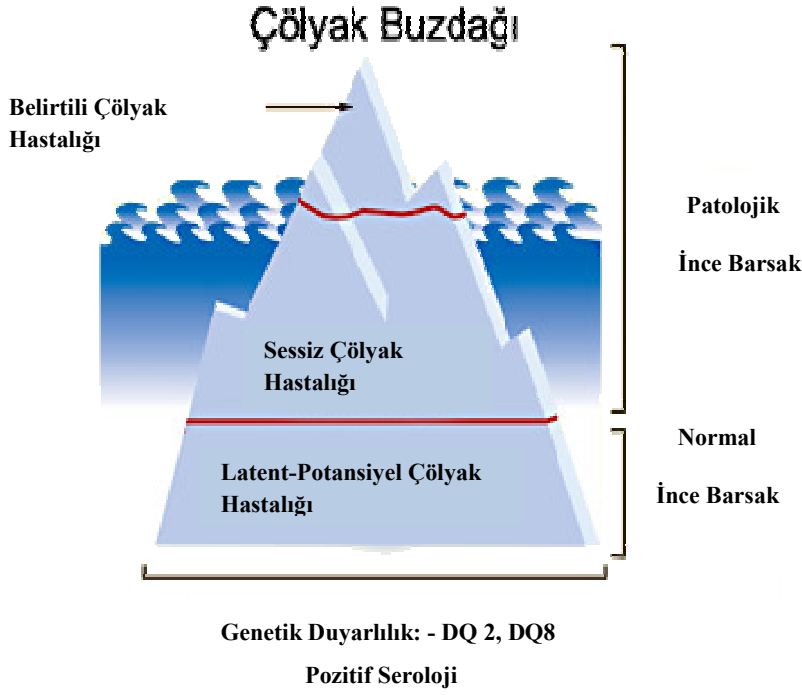 Çölyak Buzdağı
Belirtili Çölyak
Hastalığı
Patolojik
İnce Barsak
Sessiz Çölyak
Hastalığı
Normal
İnce Barsak
Latent-Potansiyel Çölyak
Hastalığı
Genetik Duyarlılık: - DQ 2, DQ8
Pozitif Seroloji